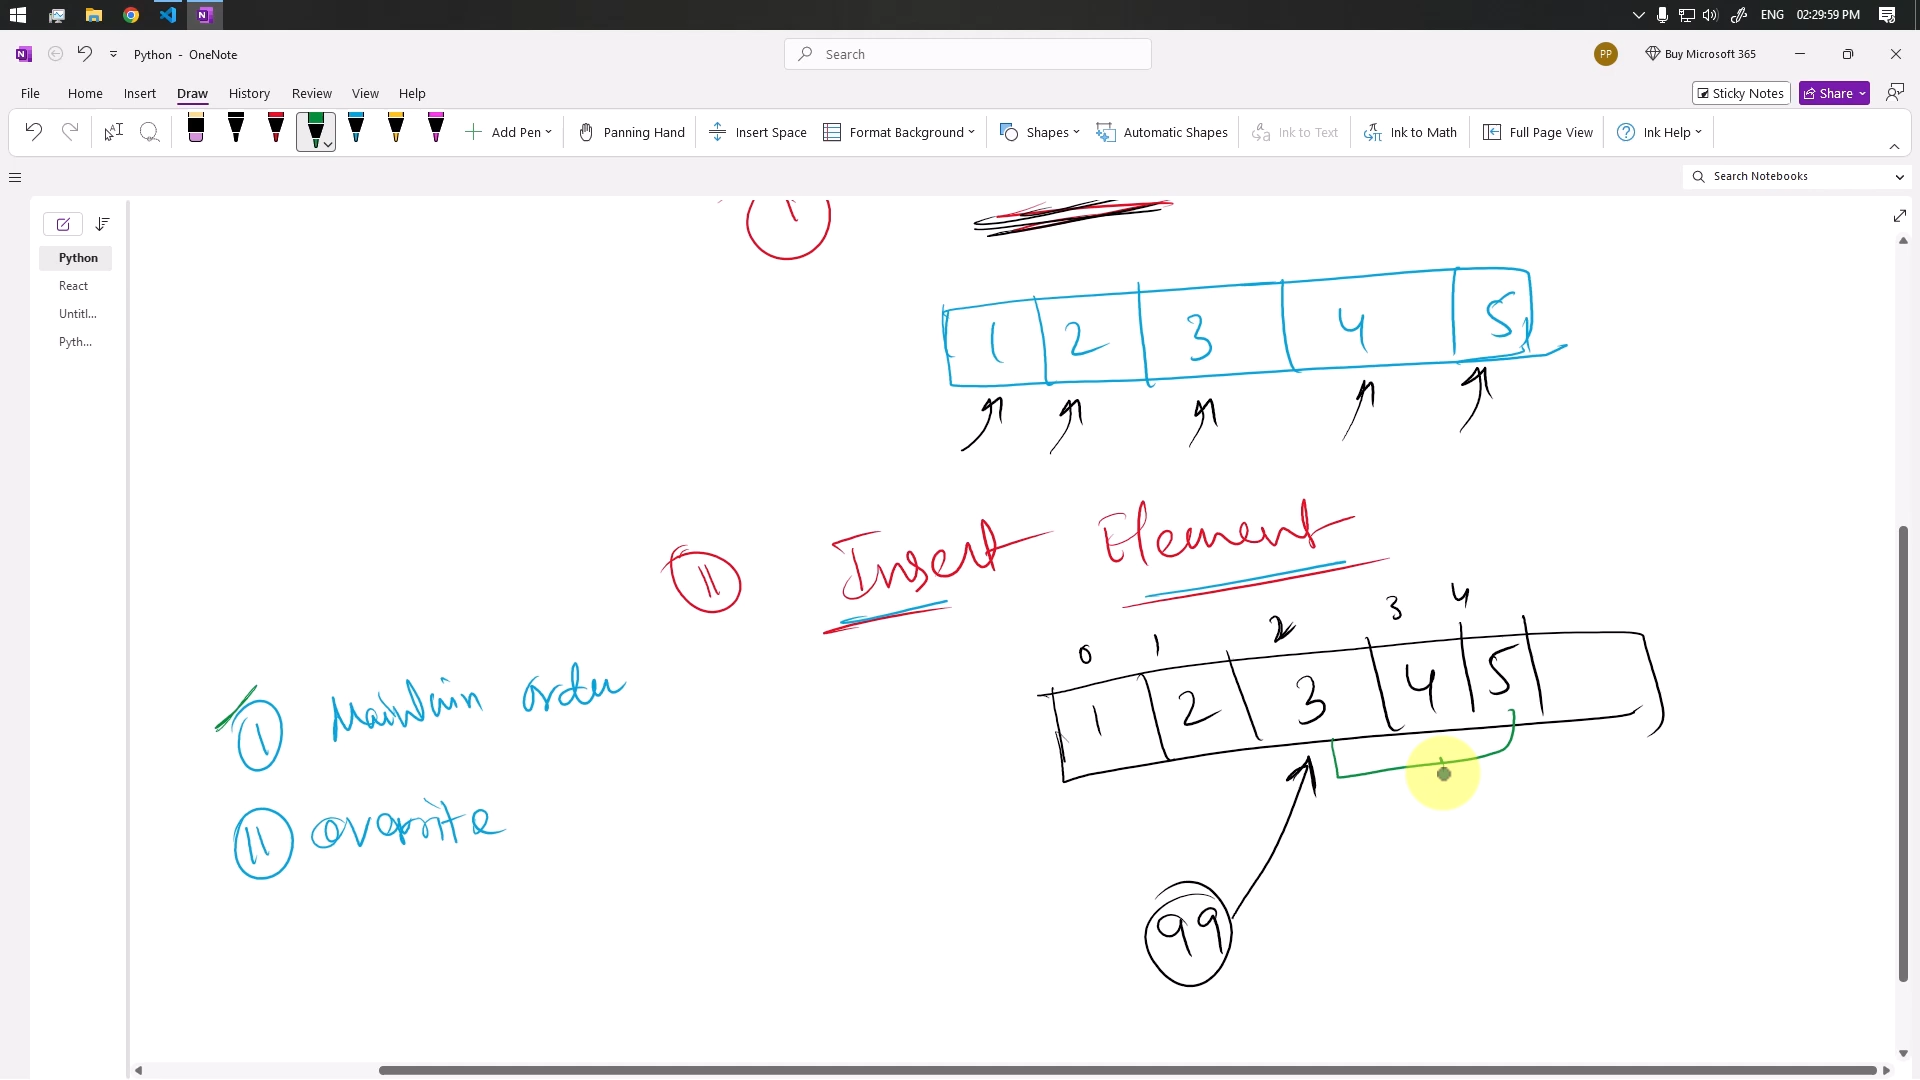 ENG 02:29:59 PM
Python - OneNote
Search
PP
Buy Microsoft 365
File Home Insert Draw History Review View Help
Sticky Notes
Share
Add Pen
Panning Hand
Insert Space
Format Background
Shapes
Automatic Shapes
Ink to Text
Ink to Math
Full Page View
Ink Help
Search Notebooks
Python
React
Untitl...
Pyth...
I
1 2 3 4 5
II Insert Element
0 1 2 3 4
1 2 3 4 5
I Maintain order
II
99